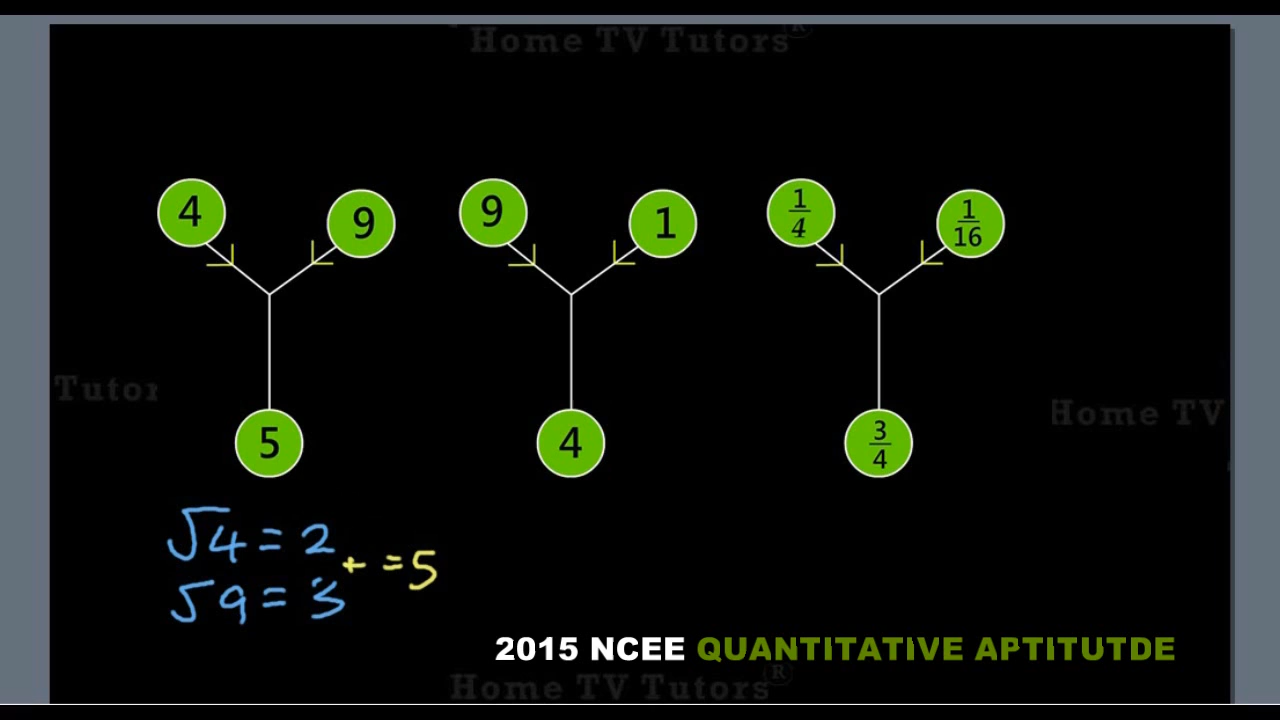 Home TV Tutors®
4 9 9 1 1/4 1/16
Tutor
Home TV
5 4 3/4
√4 = 2
+ = 5
√9 = 3
2015 NCEE QUANTITATIVE APTITUTDE
Home TV Tutors®